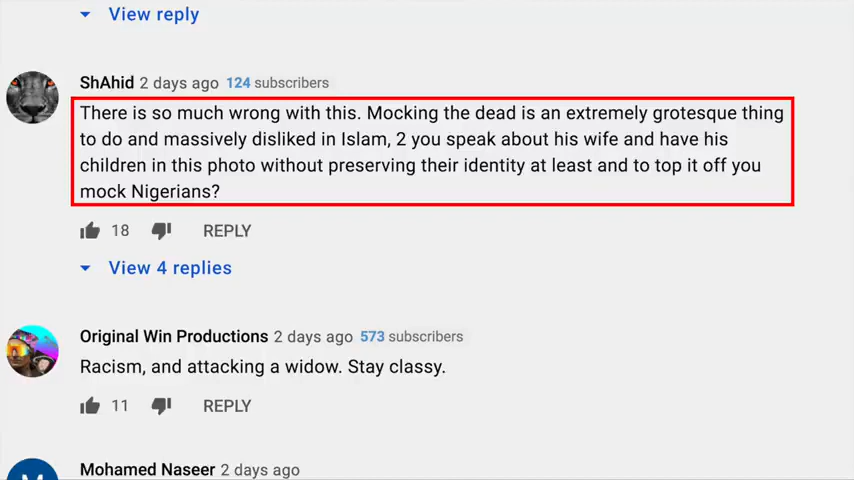 View reply
ShAhid 2 days ago 124 subscribers
There is so much wrong with this. Mocking the dead is an extremely grotesque thing
to do and massively disliked in Islam, 2 you speak about his wife and have his
children in this photo without preserving their identity at least and to top it off you
mock Nigerians?
18 REPLY
View 4 replies
Original Win Productions 2 days ago 573 subscribers
Racism, and attacking a widow. Stay classy.
11 REPLY
M
Mohamed Naseer 2 days ago